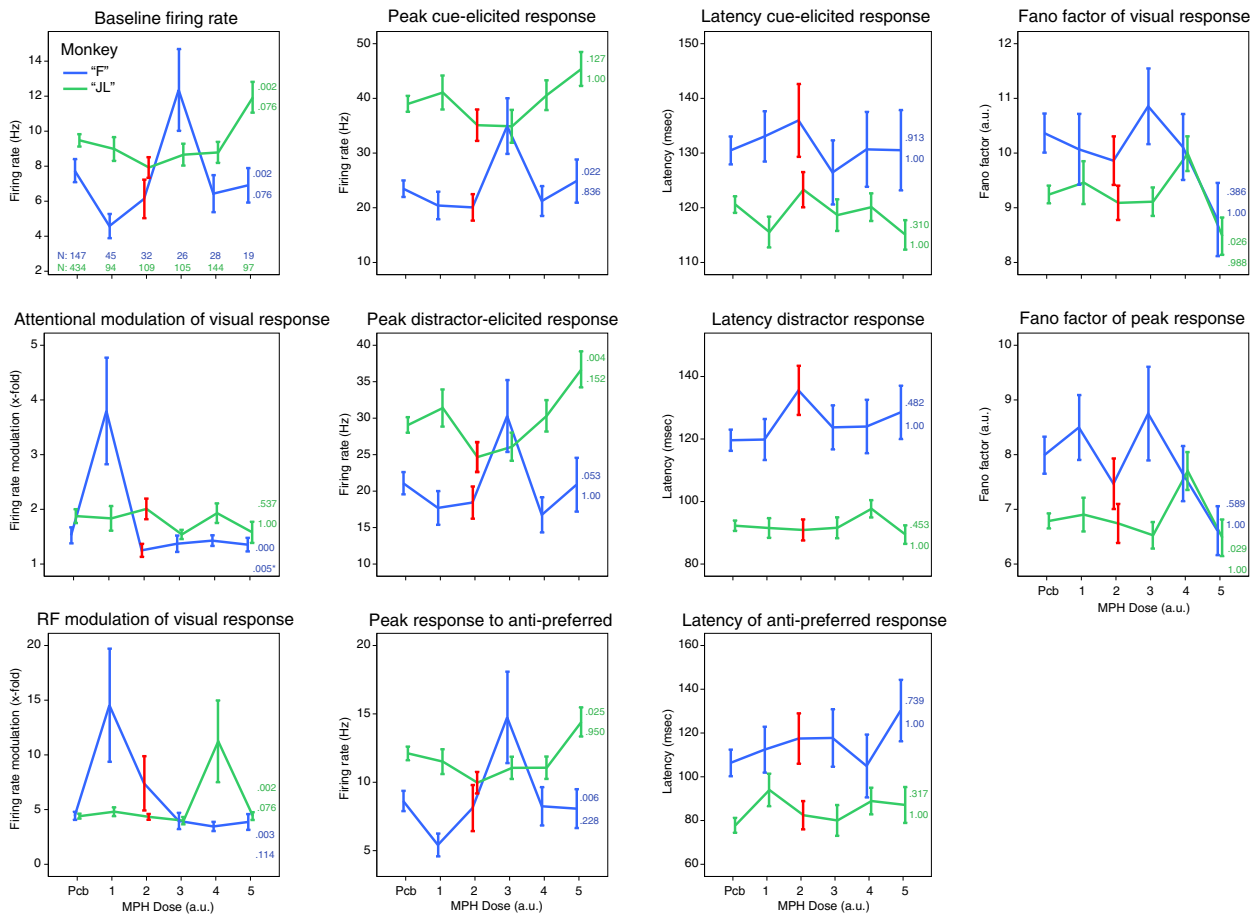 Baseline firing rate
Monkey
"F"
"JL"
Firing rate (Hz)
14
12
10
8
6
4
2
.002
.076
.002
.076
N: 147 45 32 26 28 19
N: 434 94 109 105 144 97
Peak cue-elicited response
Firing rate (Hz)
50
40
30
20
10
.127
1.00
.022
.836
Latency cue-elicited response
Latency (msec)
150
140
130
120
110
.913
1.00
.310
1.00
Fano factor of visual response
Fano factor (a.u.)
12
11
10
9
8
.386
1.00
.026
.988
Attentional modulation of visual response
Firing rate modulation (x-fold)
5
4
3
2
1
.537
1.00
.000
.005*
Peak distractor-elicited response
Firing rate (Hz)
40
35
30
25
20
15
10
.004
.152
.053
1.00
Latency distractor response
Latency (msec)
140
120
100
80
.482
1.00
.453
1.00
Fano factor of peak response
Fano factor (a.u.)
10
9
8
7
6
.589
1.00
.029
1.00
Pcb 1 2 3 4 5
MPH Dose (a.u.)
RF modulation of visual response
Firing rate modulation (x-fold)
20
15
10
5
0
.002
.076
.003
.114
Pcb 1 2 3 4 5
MPH Dose (a.u.)
Peak response to anti-preferred
Firing rate (Hz)
20
15
10
5
.025
.950
.006
.228
Pcb 1 2 3 4 5
MPH Dose (a.u.)
Latency of anti-preferred response
Latency (msec)
160
140
120
100
80
60
.739
1.00
.317
1.00
Pcb 1 2 3 4 5
MPH Dose (a.u.)